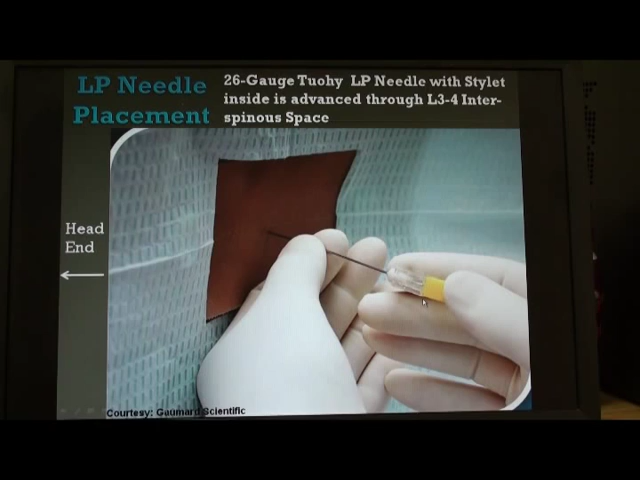 LP Needle
Placement
26-Gauge Tuohy LP Needle with Stylet
inside is advanced through L3-4 Inter-
spinous Space
Head
End
Courtesy: Gaumard Scientific